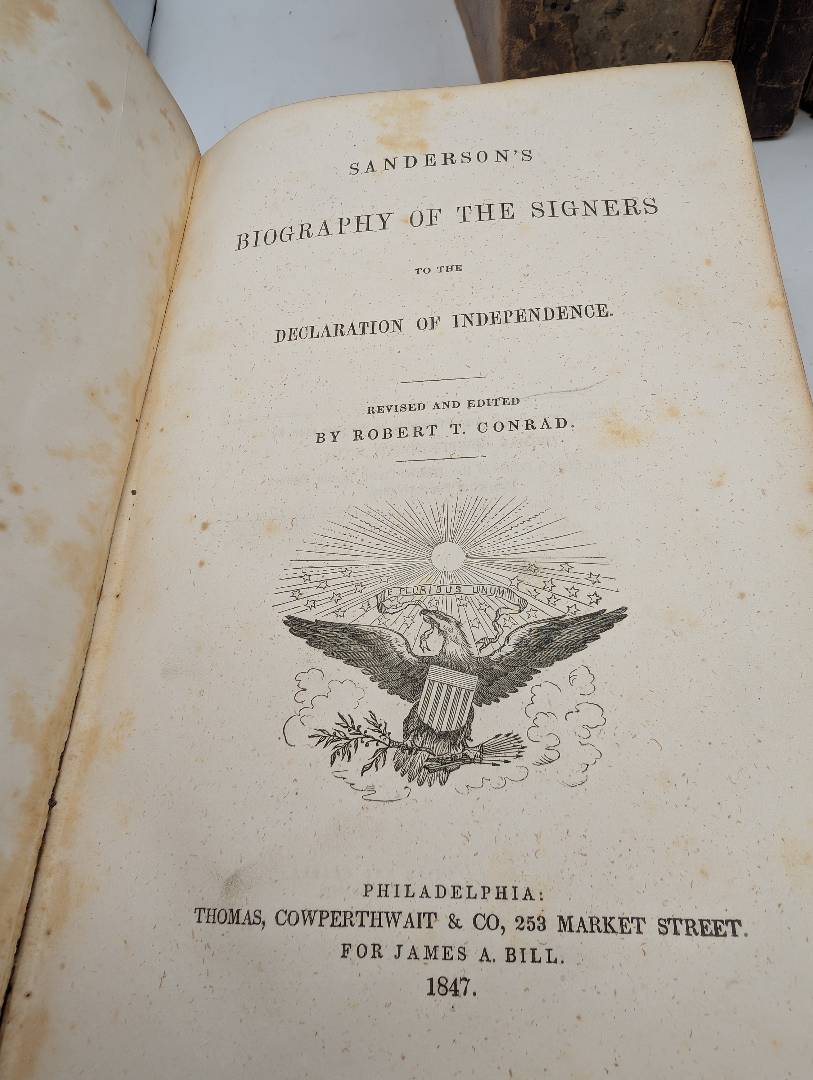 SANDERSON'S
BIOGRAPHY OF THE SIGNERS
TO THE
DECLARATION OF INDEPENDENCE.
REVISED AND EDITED
BY ROBERT T. CONRAD.
E PLURIBUS UNUM
PHILADELPHIA:
THOMAS, COWPERTHWAIT & CO, 253 MARKET STREET.
FOR JAMES A. BILL.
1847.